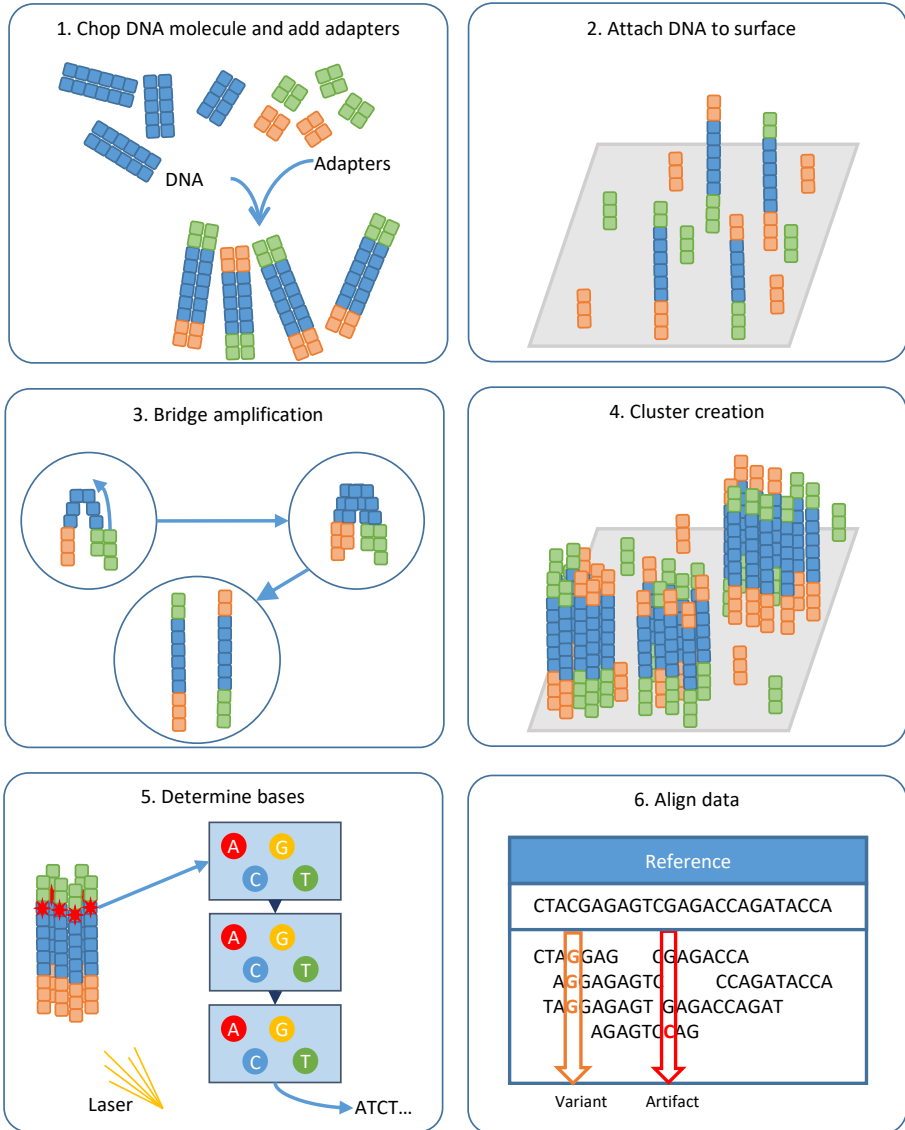 1. Chop DNA molecule and add adapters
DNA
Adapters
2. Attach DNA to surface
3. Bridge amplification
4. Cluster creation
5. Determine bases
A G
C T
A G
C T
A G
C T
Laser
ATCT...
6. Align data
Reference
CTACGAGAGTCGAGACCAGATACCA
CTAGGAG CGAGACCA
AGGAGAGTC CCAGATACCA
TAGGAGAGT GAGACCAGAT
AGAGTCCAG
Variant Artifact